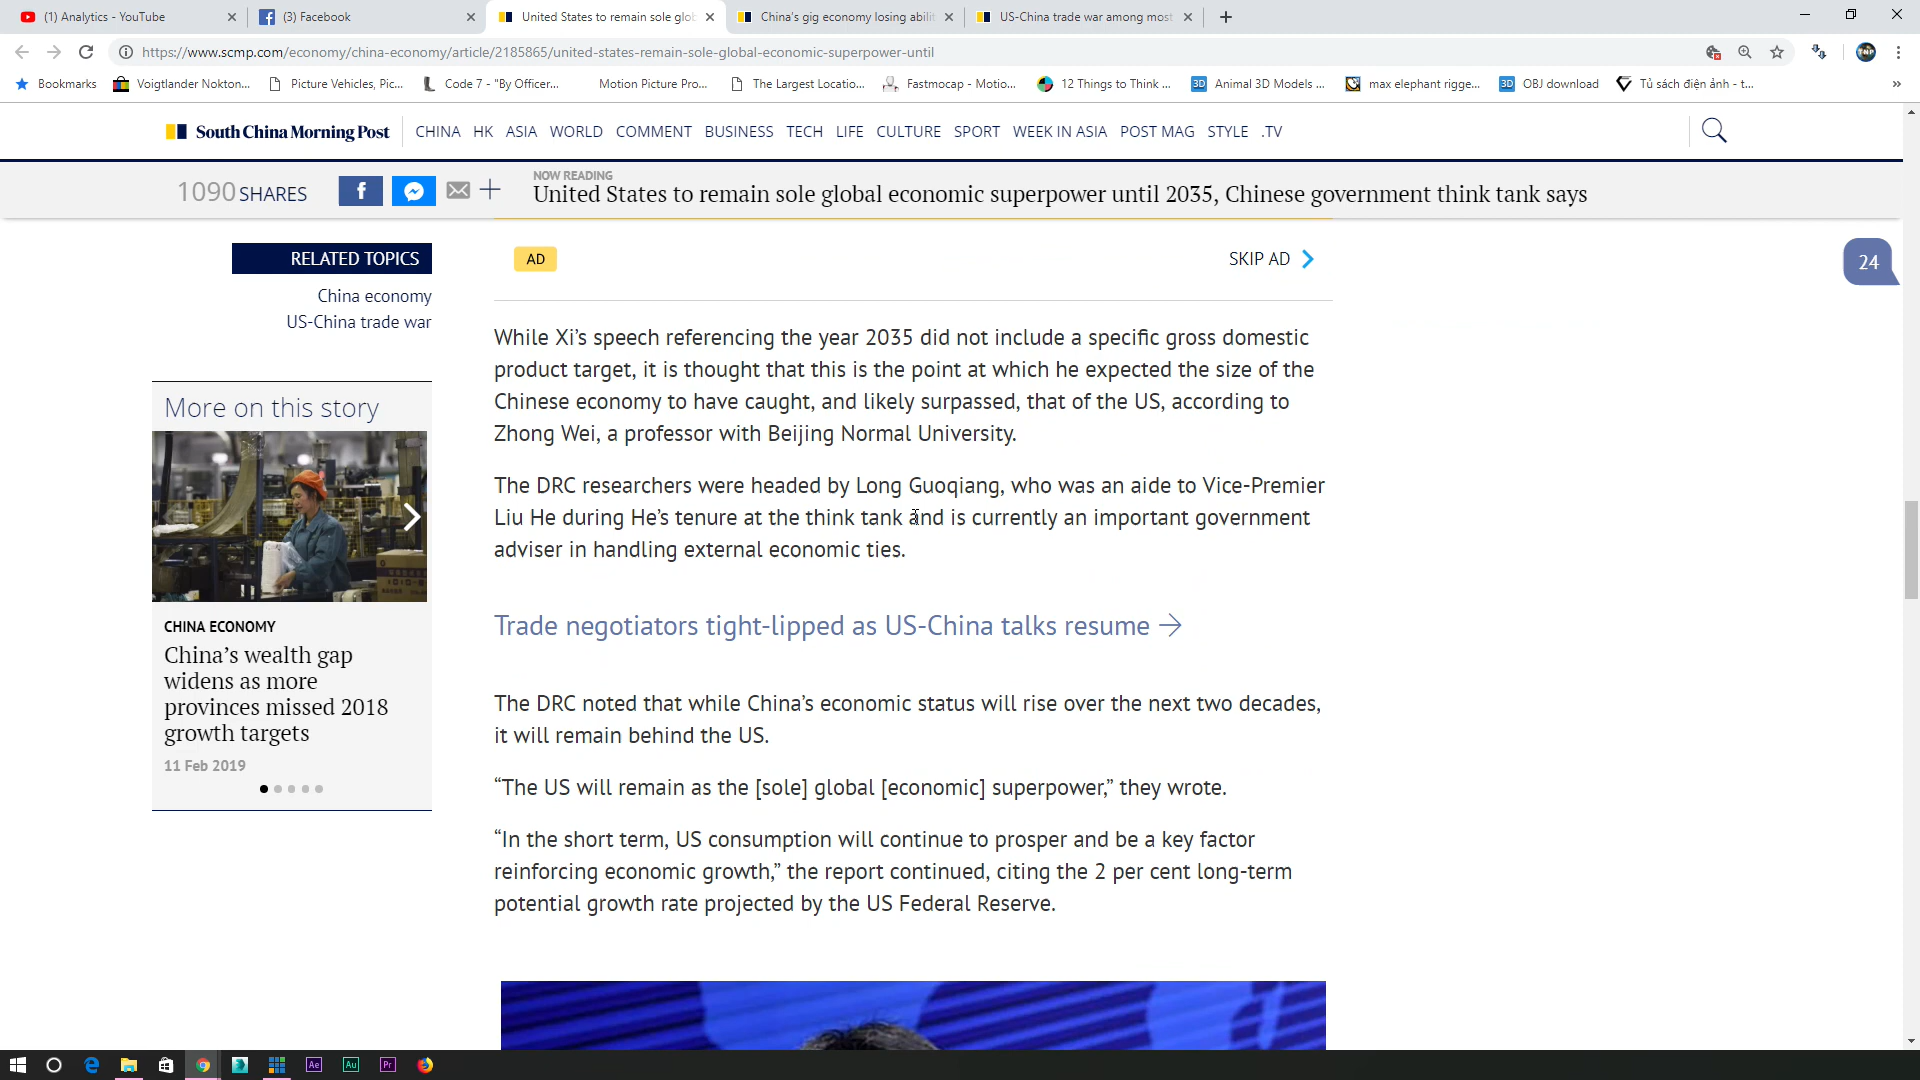 (1) Analytics - YouTube
(3) Facebook
United States to remain sole glob
China's gig economy losing abilit
US-China trade war among most
https://www.scmp.com/economy/china-economy/article/2185865/united-states-remain-sole-global-economic-superpower-until
Bookmarks
Voigtlander Nokton...
Picture Vehicles, Pic...
Code 7 - "By Officer...
Motion Picture Pro...
The Largest Locatio...
Fastmocap - Motio...
12 Things to Think ...
Animal 3D Models ...
max elephant rigge...
OBJ download
Tủ sách điện ảnh - t...
»
South China Morning Post
CHINA HK ASIA WORLD COMMENT BUSINESS TECH LIFE CULTURE SPORT WEEK IN ASIA POST MAG STYLE .TV
1090 SHARES
NOW READING
United States to remain sole global economic superpower until 2035, Chinese government think tank says
RELATED TOPICS
China economy
US-China trade war
More on this story
CHINA ECONOMY
China’s wealth gap
widens as more
provinces missed 2018
growth targets
11 Feb 2019
AD
SKIP AD
24
While Xi’s speech referencing the year 2035 did not include a specific gross domestic
product target, it is thought that this is the point at which he expected the size of the
Chinese economy to have caught, and likely surpassed, that of the US, according to
Zhong Wei, a professor with Beijing Normal University.
The DRC researchers were headed by Long Guoqiang, who was an aide to Vice-Premier
Liu He during He’s tenure at the think tank and is currently an important government
adviser in handling external economic ties.
Trade negotiators tight-lipped as US-China talks resume →
The DRC noted that while China’s economic status will rise over the next two decades,
it will remain behind the US.
“The US will remain as the [sole] global [economic] superpower,” they wrote.
“In the short term, US consumption will continue to prosper and be a key factor
reinforcing economic growth,” the report continued, citing the 2 per cent long-term
potential growth rate projected by the US Federal Reserve.
Ae
Au
Pr